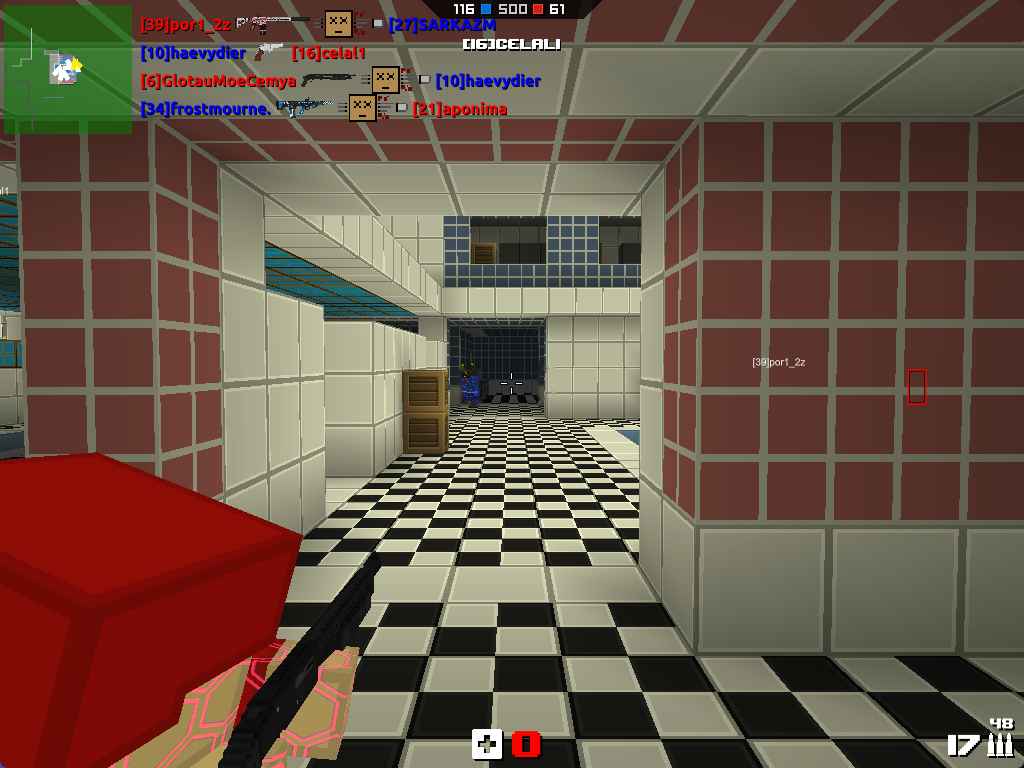 116 500 61
[39]por1_2z [27]SARKAZM
[16]CELAL1
[10]haevydier [16]celal1
[6]GlotauMoeCemya [10]haevydier
[34]frostmourne. [21]aponima
l1
[39]por1_2z
0
48
17